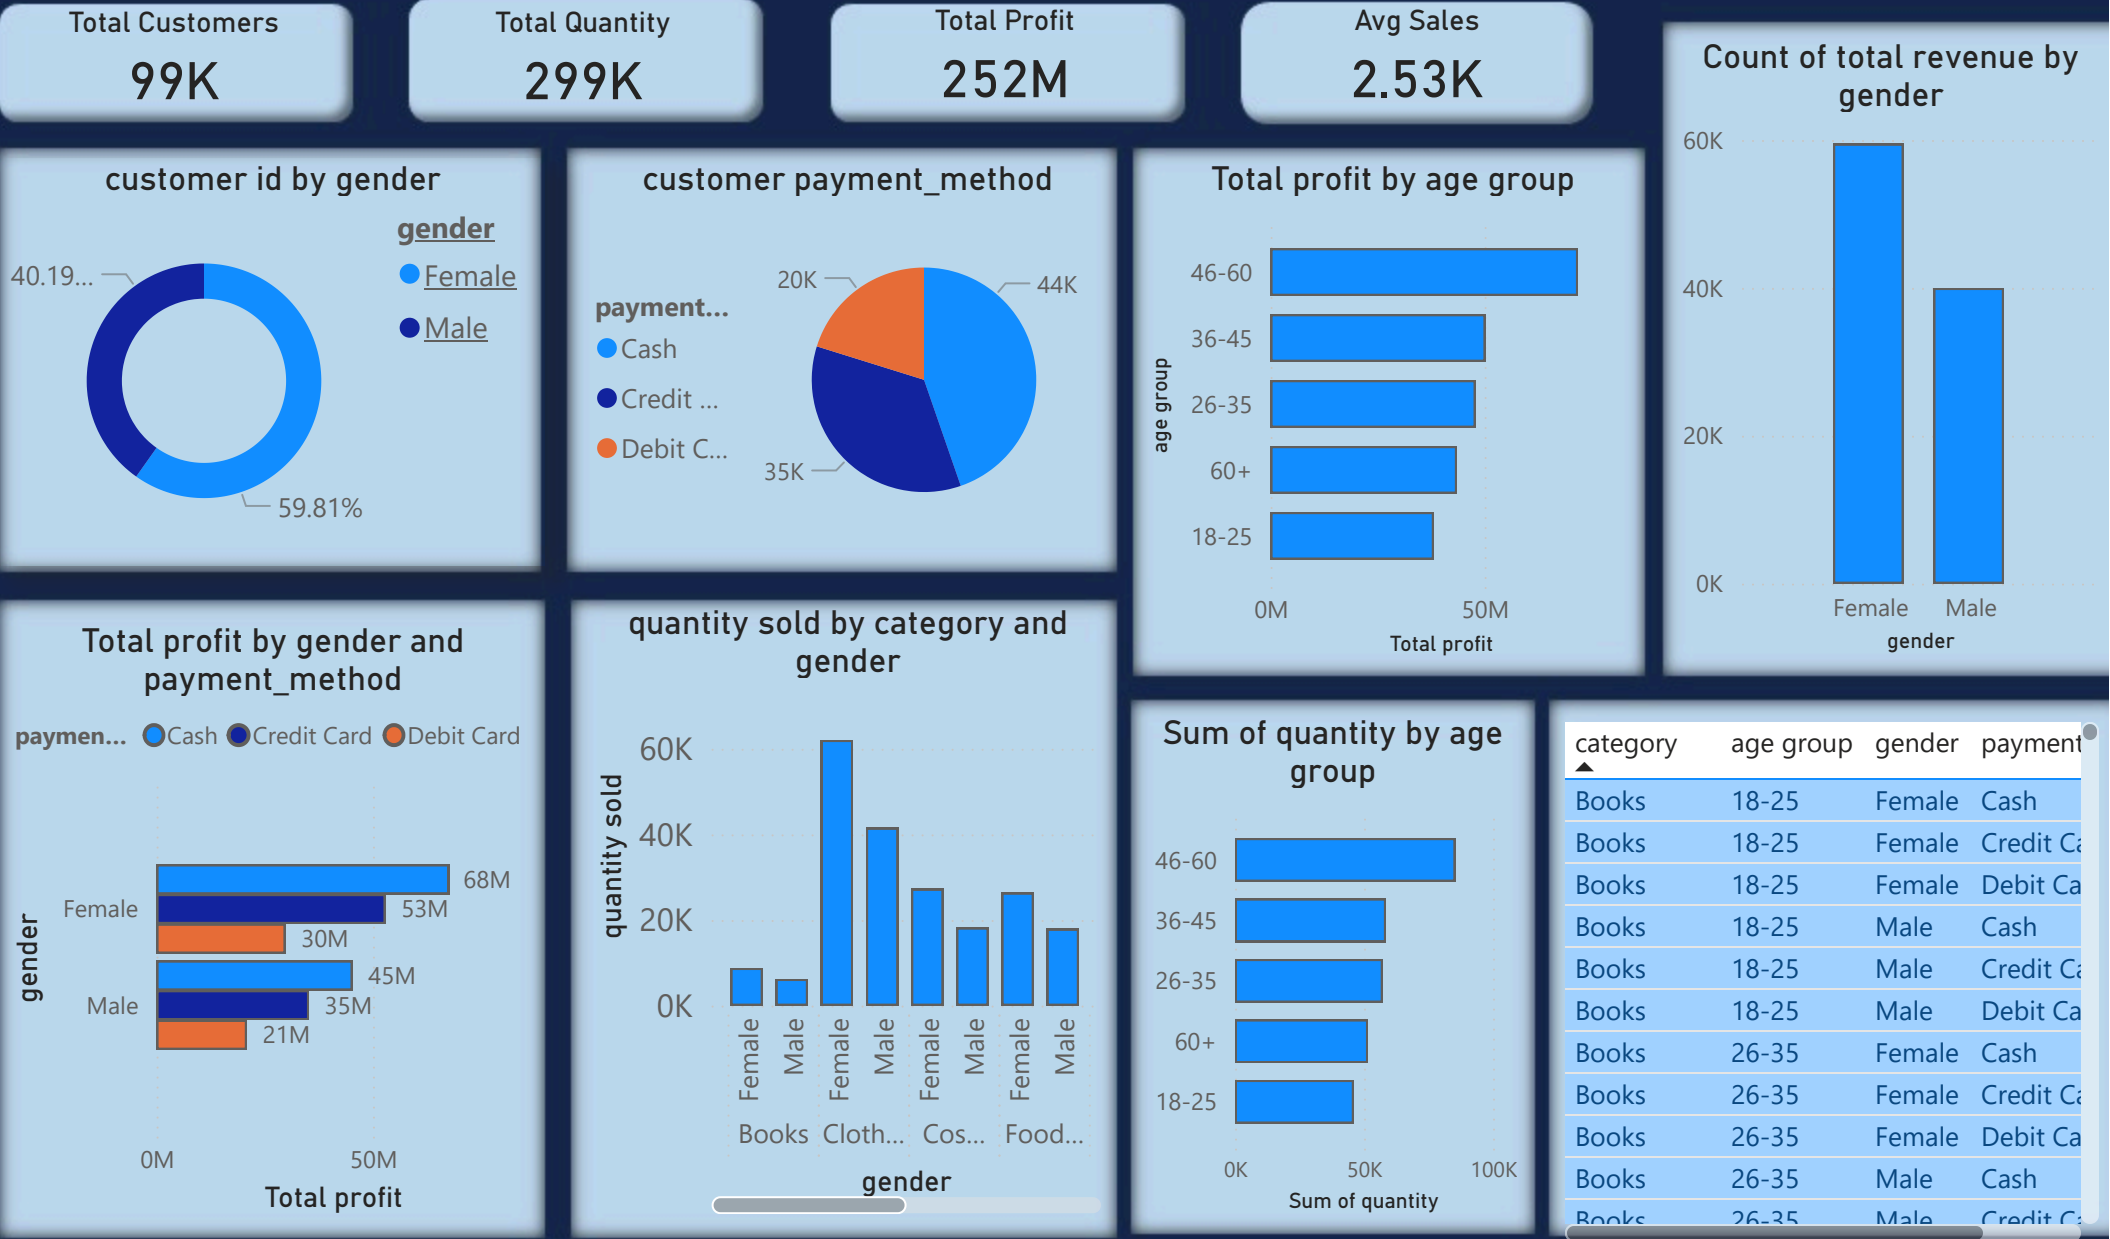 Total Customers
99K
Total Quantity
299K
Total Profit
252M
Avg Sales
2.53K
Count of total revenue by
gender
60K
40K
20K
0K
Female Male
gender
customer id by gender
gender
Female
Male
40.19...
59.81%
customer payment_method
payment...
Cash
Credit ...
Debit C...
20K
44K
35K
Total profit by age group
age group
46-60
36-45
26-35
60+
18-25
0M 50M
Total profit
Total profit by gender and
payment_method
paymen... Cash Credit Card Debit Card
gender
Female
68M
53M
30M
Male
45M
35M
21M
0M 50M
Total profit
quantity sold by category and
gender
quantity sold
60K
40K
20K
0K
Female Male Female Male Female Male Female Male
Books Cloth... Cos... Food...
gender
Sum of quantity by age
group
46-60
36-45
26-35
60+
18-25
0K 50K 100K
Sum of quantity
category age group gender payment
Books 18-25 Female Cash
Books 18-25 Female Credit Ca
Books 18-25 Female Debit Ca
Books 18-25 Male Cash
Books 18-25 Male Credit Ca
Books 18-25 Male Debit Ca
Books 26-35 Female Cash
Books 26-35 Female Credit Ca
Books 26-35 Female Debit Ca
Books 26-35 Male Cash
Books 26-35 Male Credit Ca